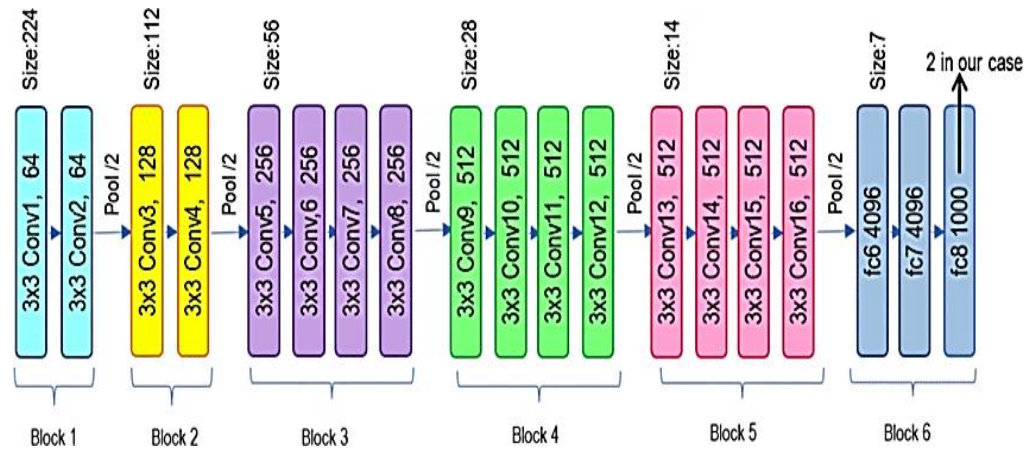 Size:224
3x3 Conv1, 64
3x3 Conv2, 64
Pool /2
Size:112
3x3 Conv3, 128
3x3 Conv4, 128
Pool /2
Size:56
3x3 Conv5, 256
3x3 Conv,6 256
3x3 Conv7, 256
3x3 Conv8, 256
Pool /2
Size:28
3x3 Conv9, 512
3x3 Conv10, 512
3x3 Conv11, 512
3x3 Conv12, 512
Pool /2
Size:14
3x3 Conv13, 512
3x3 Conv14, 512
3x3 Conv15, 512
3x3 Conv16, 512
Pool /2
Size:7
fc6 4096
fc7 4096
fc8 1000
2 in our case
Block 1
Block 2
Block 3
Block 4
Block 5
Block 6